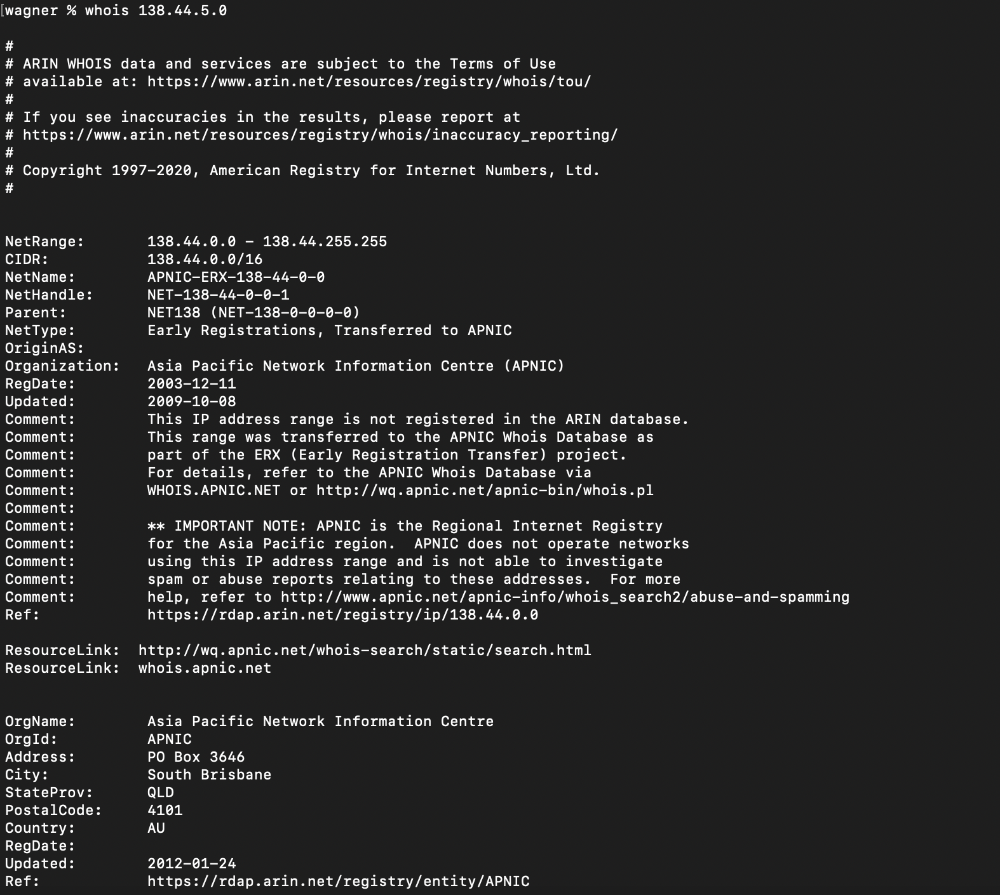 [wagner % whois 138.44.5.0
#
# ARIN WHOIS data and services are subject to the Terms of Use
# available at: https://www.arin.net/resources/registry/whois/tou/
#
# If you see inaccuracies in the results, please report at
# https://www.arin.net/resources/registry/whois/inaccuracy_reporting/
#
# Copyright 1997-2020, American Registry for Internet Numbers, Ltd.
#
NetRange: 138.44.0.0 - 138.44.255.255
CIDR: 138.44.0.0/16
NetName: APNIC-ERX-138-44-0-0
NetHandle: NET-138-44-0-0-1
Parent: NET138 (NET-138-0-0-0-0)
NetType: Early Registrations, Transferred to APNIC
OriginAS:
Organization: Asia Pacific Network Information Centre (APNIC)
RegDate: 2003-12-11
Updated: 2009-10-08
Comment: This IP address range is not registered in the ARIN database.
Comment: This range was transferred to the APNIC Whois Database as
Comment: part of the ERX (Early Registration Transfer) project.
Comment: For details, refer to the APNIC Whois Database via
Comment: WHOIS.APNIC.NET or http://wq.apnic.net/apnic-bin/whois.pl
Comment:
Comment: ** IMPORTANT NOTE: APNIC is the Regional Internet Registry
Comment: for the Asia Pacific region.  APNIC does not operate networks
Comment: using this IP address range and is not able to investigate
Comment: spam or abuse reports relating to these addresses.  For more
Comment: help, refer to http://www.apnic.net/apnic-info/whois_search2/abuse-and-spamming
Ref: https://rdap.arin.net/registry/ip/138.44.0.0
ResourceLink: http://wq.apnic.net/whois-search/static/search.html
ResourceLink: whois.apnic.net
OrgName: Asia Pacific Network Information Centre
OrgId: APNIC
Address: PO Box 3646
City: South Brisbane
StateProv: QLD
PostalCode: 4101
Country: AU
RegDate:
Updated: 2012-01-24
Ref: https://rdap.arin.net/registry/entity/APNIC